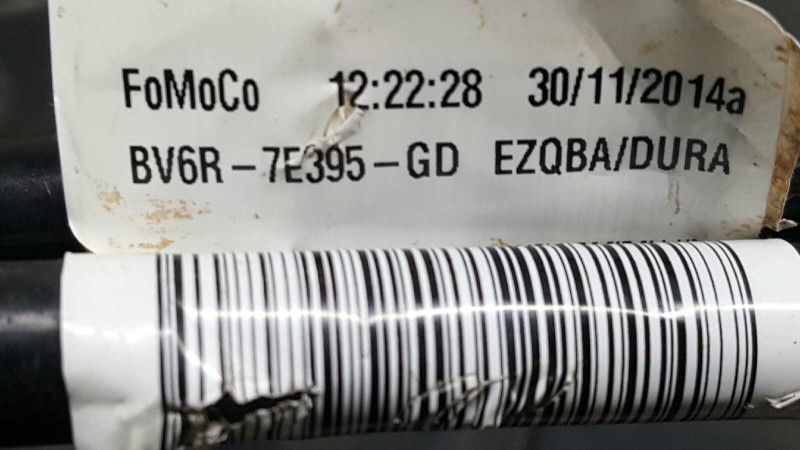 FoMoCo 12:22:28 30/11/2014a
BV6R-7E395-GD EZQBA/DURA